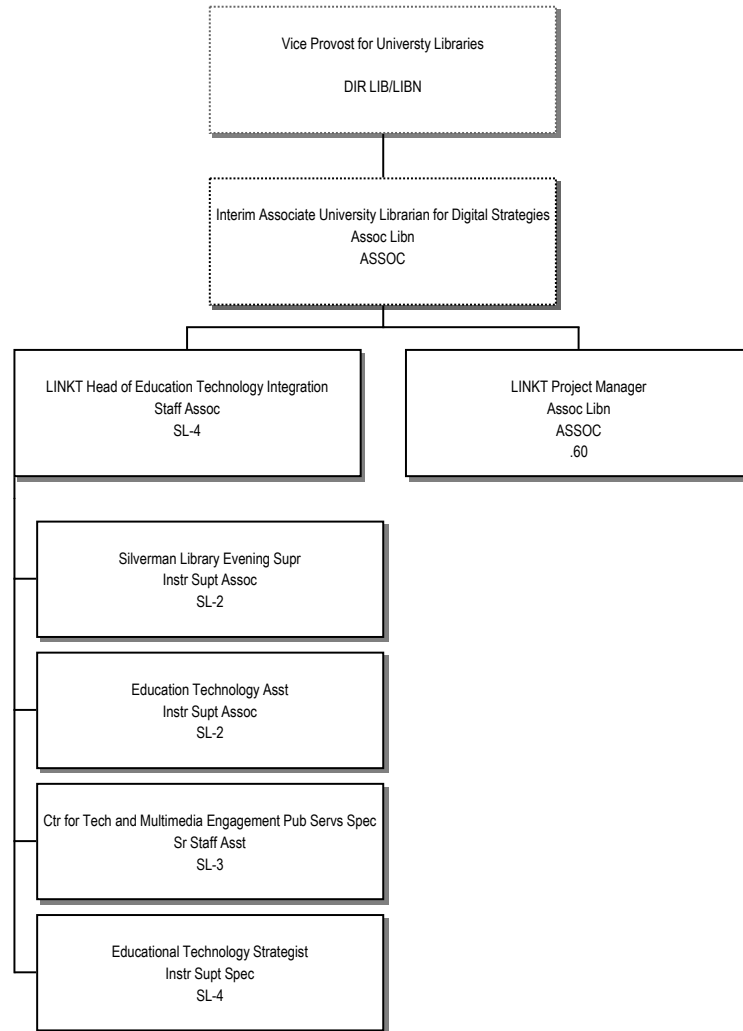 Vice Provost for Universty Libraries
DIR LIB/LIBN
Interim Associate University Librarian for Digital Strategies
Assoc Libn
ASSOC
LINKT Head of Education Technology Integration
Staff Assoc
SL-4
LINKT Project Manager
Assoc Libn
ASSOC
.60
Silverman Library Evening Supr
Instr Supt Assoc
SL-2
Education Technology Asst
Instr Supt Assoc
SL-2
Ctr for Tech and Multimedia Engagement Pub Servs Spec
Sr Staff Asst
SL-3
Educational Technology Strategist
Instr Supt Spec
SL-4